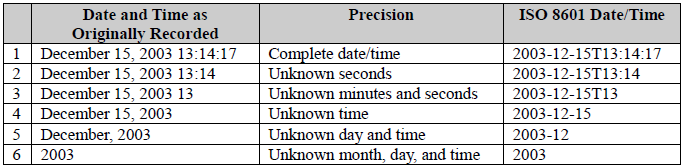 Date and Time as Originally Recorded Precision ISO 8601 Date/Time
1 December 15, 2003 13:14:17 Complete date/time 2003-12-15T13:14:17
2 December 15, 2003 13:14 Unknown seconds 2003-12-15T13:14
3 December 15, 2003 13 Unknown minutes and seconds 2003-12-15T13
4 December 15, 2003 Unknown time 2003-12-15
5 December, 2003 Unknown day and time 2003-12
6 2003 Unknown month, day, and time 2003